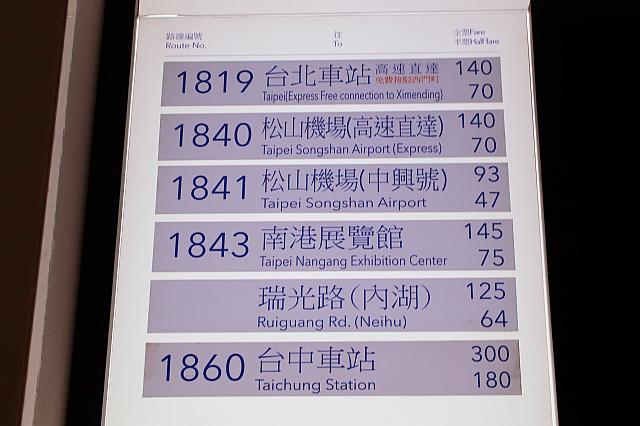 路線編號 往 全票Fare
Route No. To 半票Half fare
1819 台北車站 高速直達 140
免費接駁西門町
Taipei(Express Free connection to Ximending) 70
1840 松山機場(高速直達) 140
Taipei Songshan Airport (Express) 70
1841 松山機場(中興號) 93
Taipei Songshan Airport 47
1843 南港展覽館 145
Taipei Nangang Exhibition Center 75
瑞光路(內湖) 125
Ruiguang Rd. (Neihu) 64
1860 台中車站 300
Taichung Station 180